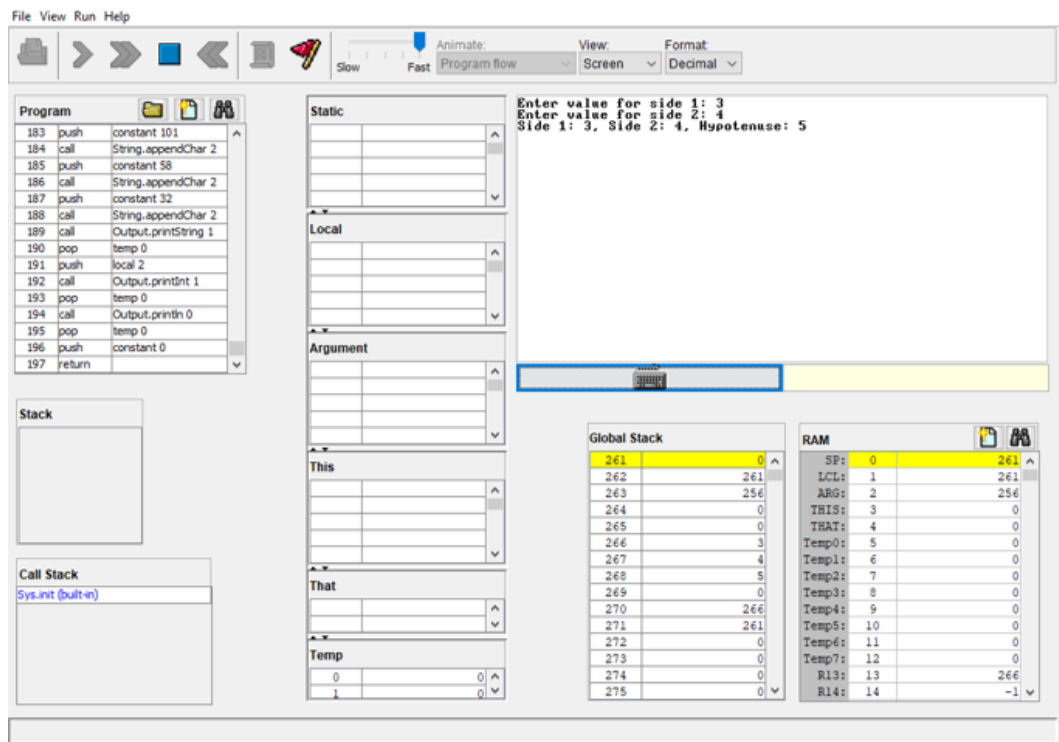 File View Run Help
Animate: View: Format:
Slow Fast Program flow Screen Decimal
Program
183 push constant 101
184 call String.appendChar 2
185 push constant 58
186 call String.appendChar 2
187 push constant 32
188 call String.appendChar 2
189 call Output.printString 1
190 pop temp 0
191 push local 2
192 call Output.printInt 1
193 pop temp 0
194 call Output.println 0
195 pop temp 0
196 push constant 0
197 return
Stack
Call Stack
Sys.init (built-in)
Static
Local
Argument
This
That
Temp
0 0
1 0
Enter value for side 1: 3
Enter value for side 2: 4
Side 1: 3, Side 2: 4, Hypotenuse: 5
Global Stack
261 0
262 261
263 256
264 0
265 0
266 3
267 4
268 5
269 0
270 266
271 261
272 0
273 0
274 0
275 0
RAM
SP: 0 261
LCL: 1 261
ARG: 2 256
THIS: 3 0
THAT: 4 0
Temp0: 5 0
Temp1: 6 0
Temp2: 7 0
Temp3: 8 0
Temp4: 9 0
Temp5: 10 0
Temp6: 11 0
Temp7: 12 0
R13: 13 266
R14: 14 -1